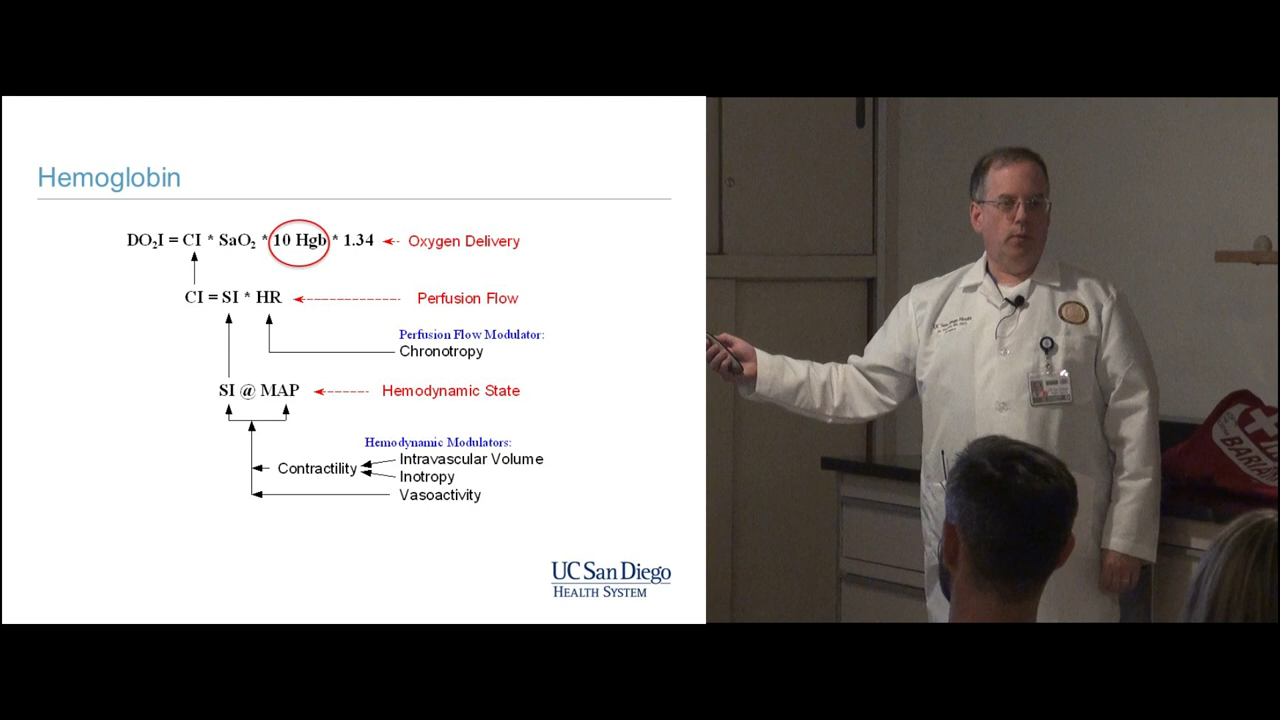 Hemoglobin
DO₂I = CI * SaO₂ * 10 Hgb * 1.34
Oxygen Delivery
CI = SI * HR
Perfusion Flow
Perfusion Flow Modulator:
Chronotropy
SI @ MAP
Hemodynamic State
Hemodynamic Modulators:
Contractility
Intravascular Volume
Inotropy
Vasoactivity
UC San Diego
HEALTH SYSTEM
BARIA